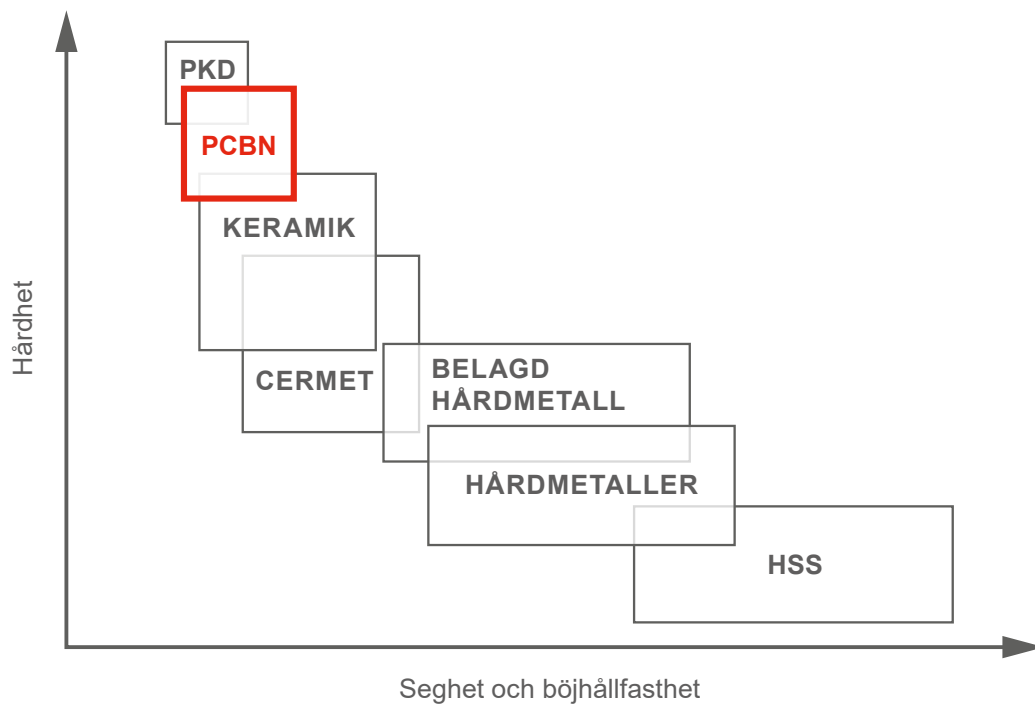 PKD
PCBN
KERAMIK
CERMET
BELAGD
HÅRDMETALL
HÅRDMETALLER
HSS
Hårdhet
Seghet och böjhållfasthet